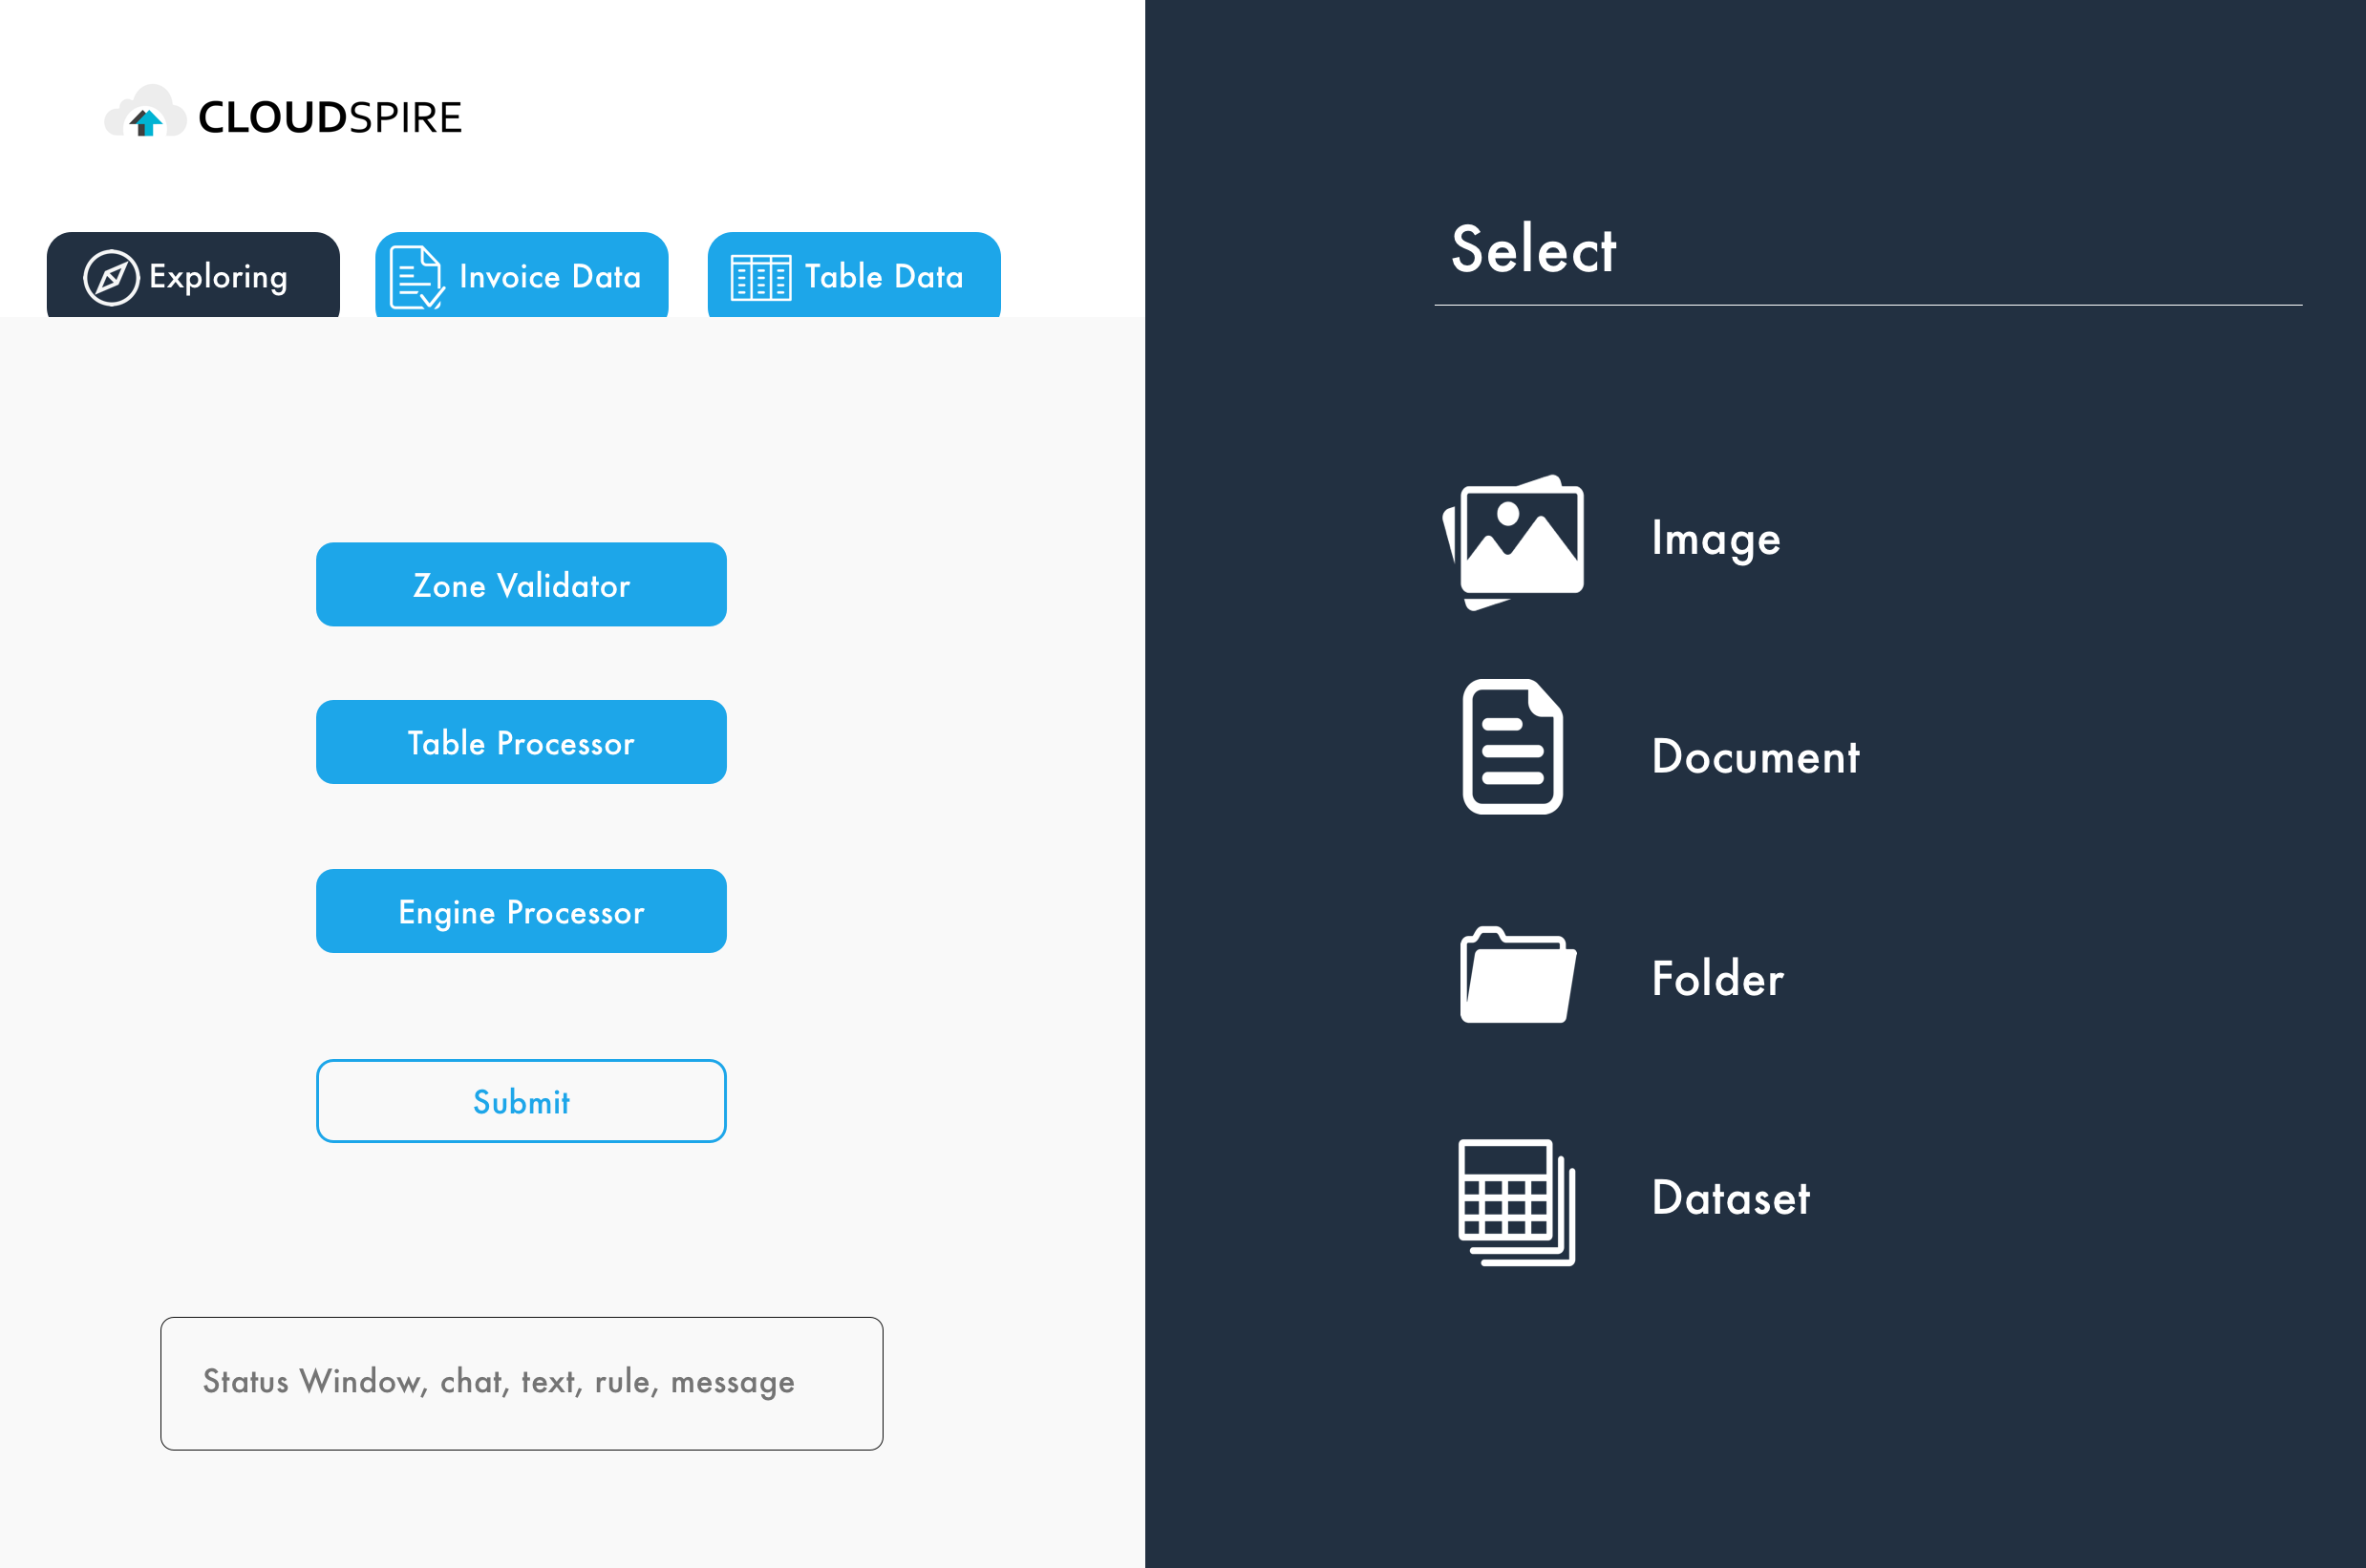 CLOUDSPIRE
Exploring
Invoice Data
Table Data
Zone Validator
Table Processor
Engine Processor
Submit
Status Window, chat, text, rule, message
Select
Image
Document
Folder
Dataset